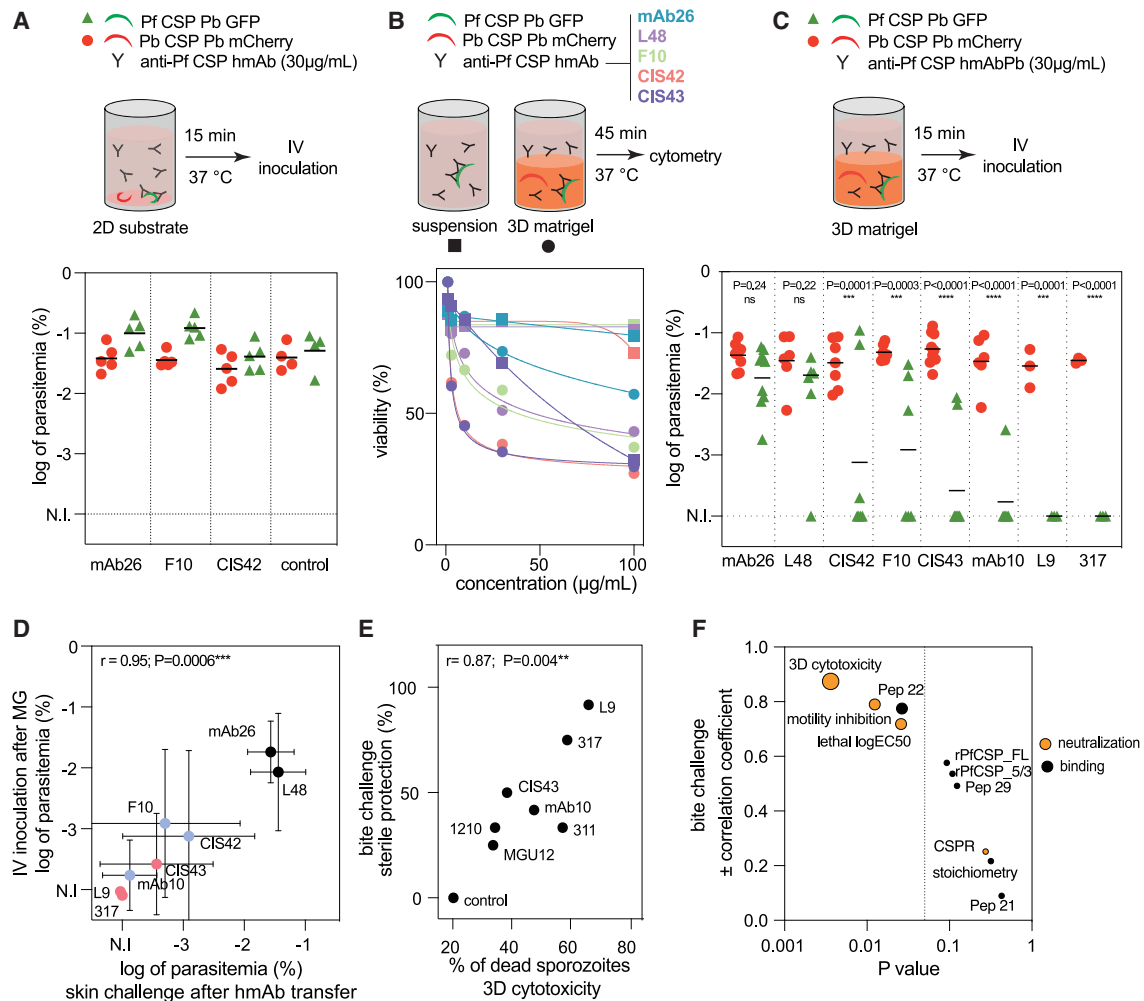 A
Pf CSP Pb GFP
Pb CSP Pb mCherry
anti-Pf CSP hmAb (30µg/mL)
15 min
37 °C
IV
inoculation
2D substrate
log of parasitemia (%)
-0
-1
-2
-3
N.I.
mAb26
F10
CIS42
control
B
Pf CSP Pb GFP
Pb CSP Pb mCherry
anti-Pf CSP hmAb
mAb26
L48
F10
CIS42
CIS43
45 min
37 °C
cytometry
suspension
3D matrigel
viability (%)
100
50
0
50
100
concentration (µg/mL)
C
Pf CSP Pb GFP
Pb CSP Pb mCherry
anti-Pf CSP hmAbPb (30µg/mL)
15 min
37 °C
IV
inoculation
3D matrigel
log of parasitemia (%)
-0
-1
-2
-3
N.I.
P=0.24
ns
P=0.22
ns
P=0.0001
***
P=0.0003
***
P<0.0001
****
P<0.0001
****
P=0.0001
***
P<0.0001
****
mAb26
L48
CIS42
F10
CIS43
mAb10
L9
317
D
r = 0.95; P=0.0006***
IV inoculation after MG
log of parasitemia (%)
-0
-1
-2
-3
N.I
mAb26
L48
F10
CIS42
CIS43
mAb10
L9
317
N.I
-3
-2
-1
log of parasitemia (%)
skin challenge after hmAb transfer
E
r= 0.87; P=0.004**
bite challenge
sterile protection (%)
100
50
0
L9
317
CIS43
mAb10
1210
311
MGU12
control
20
40
60
80
% of dead sporozoites
3D cytotoxicity
F
bite challenge
± correlation coefficient
1.0
0.8
0.6
0.4
0.2
0.0
3D cytotoxicity
Pep 22
motility inhibition
lethal logEC50
rPfCSP_FL
rPfCSP_5/3
Pep 29
CSPR
stoichiometry
Pep 21
neutralization
binding
0.001
0.01
0.1
1
P value